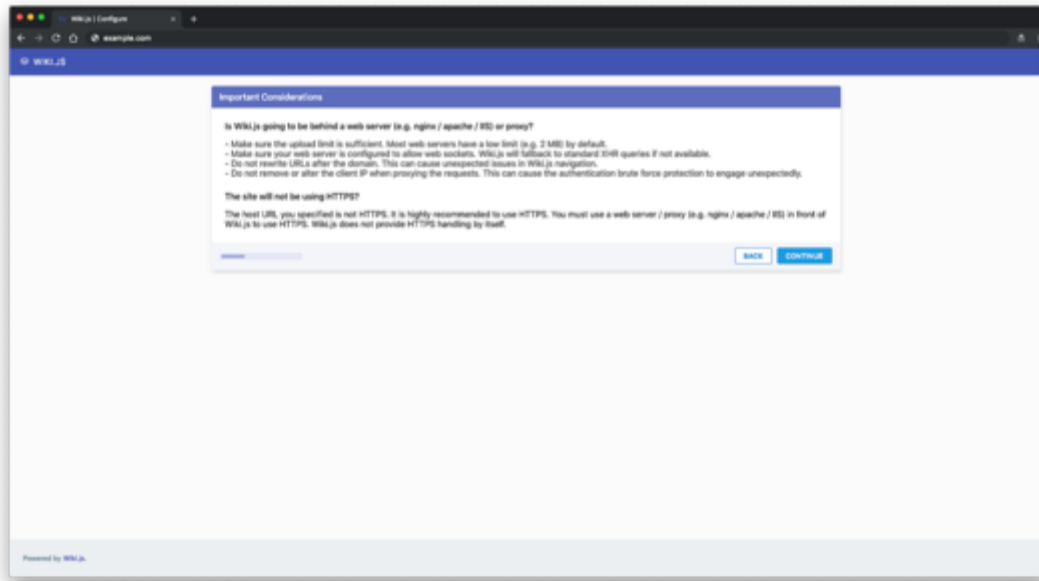 Wiki.js | Configure
example.com
WIKI.JS
Important Considerations
Is Wiki.js going to be behind a web server (e.g. nginx / apache / IIS) or proxy?
- Make sure the upload limit is sufficient. Most web servers have a low limit (e.g. 2 MB) by default.
- Make sure your web server is configured to allow web sockets. Wiki.js will fallback to standard XHR queries if not available.
- Do not rewrite URLs after the domain. This can cause unexpected issues in Wiki.js navigation.
- Do not remove or alter the client IP when proxying the requests. This can cause the authentication brute force protection to engage unexpectedly.
The site will not be using HTTPS?
The host URL you specified is not HTTPS. It is highly recommended to use HTTPS. You must use a web server / proxy (e.g. nginx / apache / IIS) in front of
Wiki.js to use HTTPS. Wiki.js does not provide HTTPS handling by itself.
BACK
CONTINUE
Powered by Wiki.js.